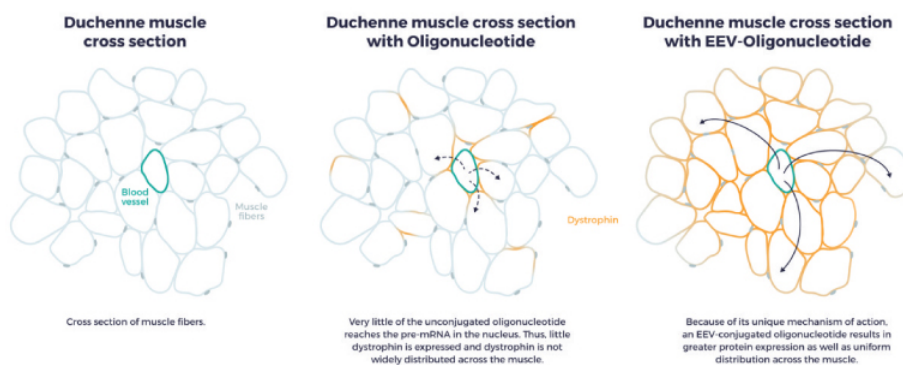 Duchenne muscle
cross section
Blood
vessel
Muscle
fibers
Cross section of muscle fibers.
Duchenne muscle cross section
with Oligonucleotide
Dystrophin
Very little of the unconjugated oligonucleotide
reaches the pre-mRNA in the nucleus. Thus, little
dystrophin is expressed and dystrophin is not
widely distributed across the muscle.
Duchenne muscle cross section
with EEV-Oligonucleotide
Because of its unique mechanism of action,
an EEV-conjugated oligonucleotide results in
greater protein expression as well as uniform
distribution across the muscle.